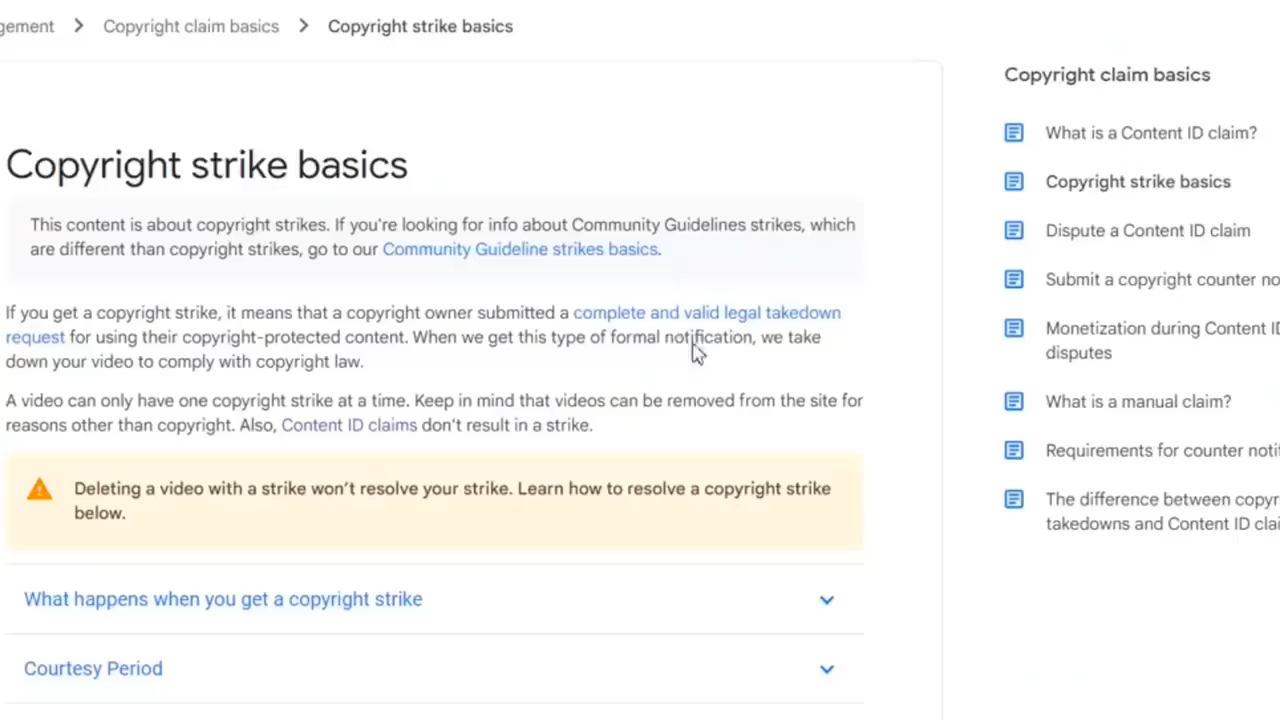 Copyright claim basics > Copyright strike basics
Copyright strike basics
This content is about copyright strikes. If you're looking for info about Community Guidelines strikes, which
are different than copyright strikes, go to our Community Guideline strikes basics.
If you get a copyright strike, it means that a copyright owner submitted a complete and valid legal takedown
request for using their copyright-protected content. When we get this type of formal notification, we take
down your video to comply with copyright law.
A video can only have one copyright strike at a time. Keep in mind that videos can be removed from the site for
reasons other than copyright. Also, Content ID claims don't result in a strike.
Deleting a video with a strike won't resolve your strike. Learn how to resolve a copyright strike
below.
What happens when you get a copyright strike
Courtesy Period
Copyright claim basics
What is a Content ID claim?
Copyright strike basics
Dispute a Content ID claim
Submit a copyright counter
Monetization during Content
disputes
What is a manual claim?
Requirements for counter
The difference between
takedowns and Content ID